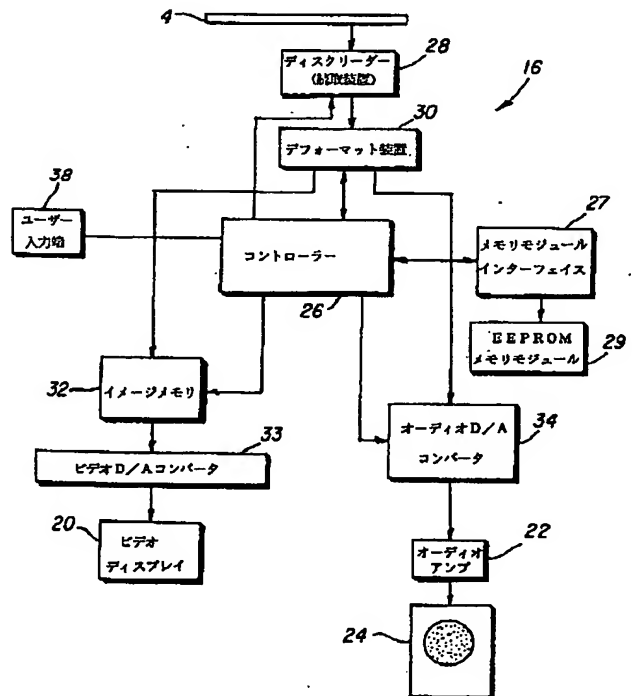 4
ディスクリーダー
(読取装置)
28
16
30
デフォーマット装置
38
ユーザー
入力箱
コントローラー
26
27
メモリモジュール
インターフェイス
EEPROM
メモリモジュール
29
32
イメージメモリ
オーディオD/A
コンバータ
34
33
ビデオD/Aコンバータ
20
ビデオ
ディスプレイ
オーディオ
アンプ
22
24